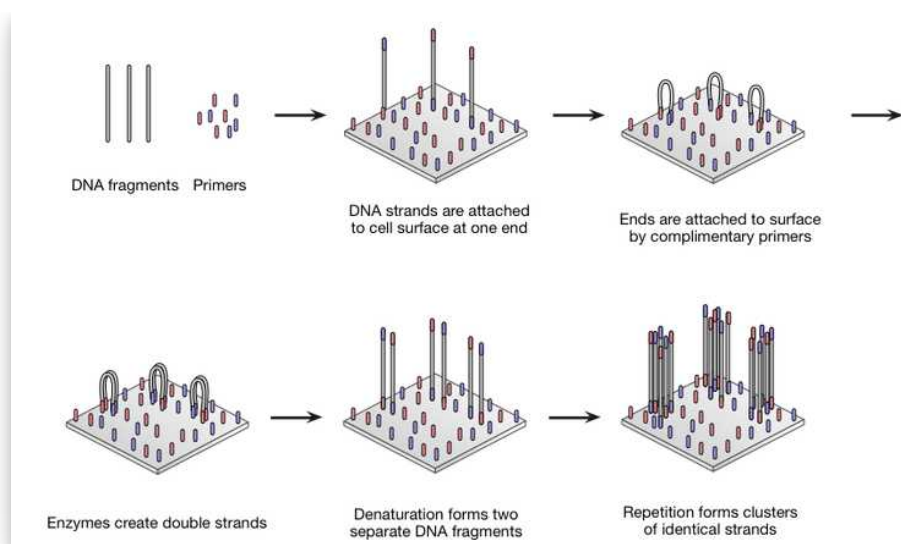 DNA fragments
Primers
DNA strands are attached
to cell surface at one end
Ends are attached to surface
by complimentary primers
Enzymes create double strands
Denaturation forms two
separate DNA fragments
Repetition forms clusters
of identical strands